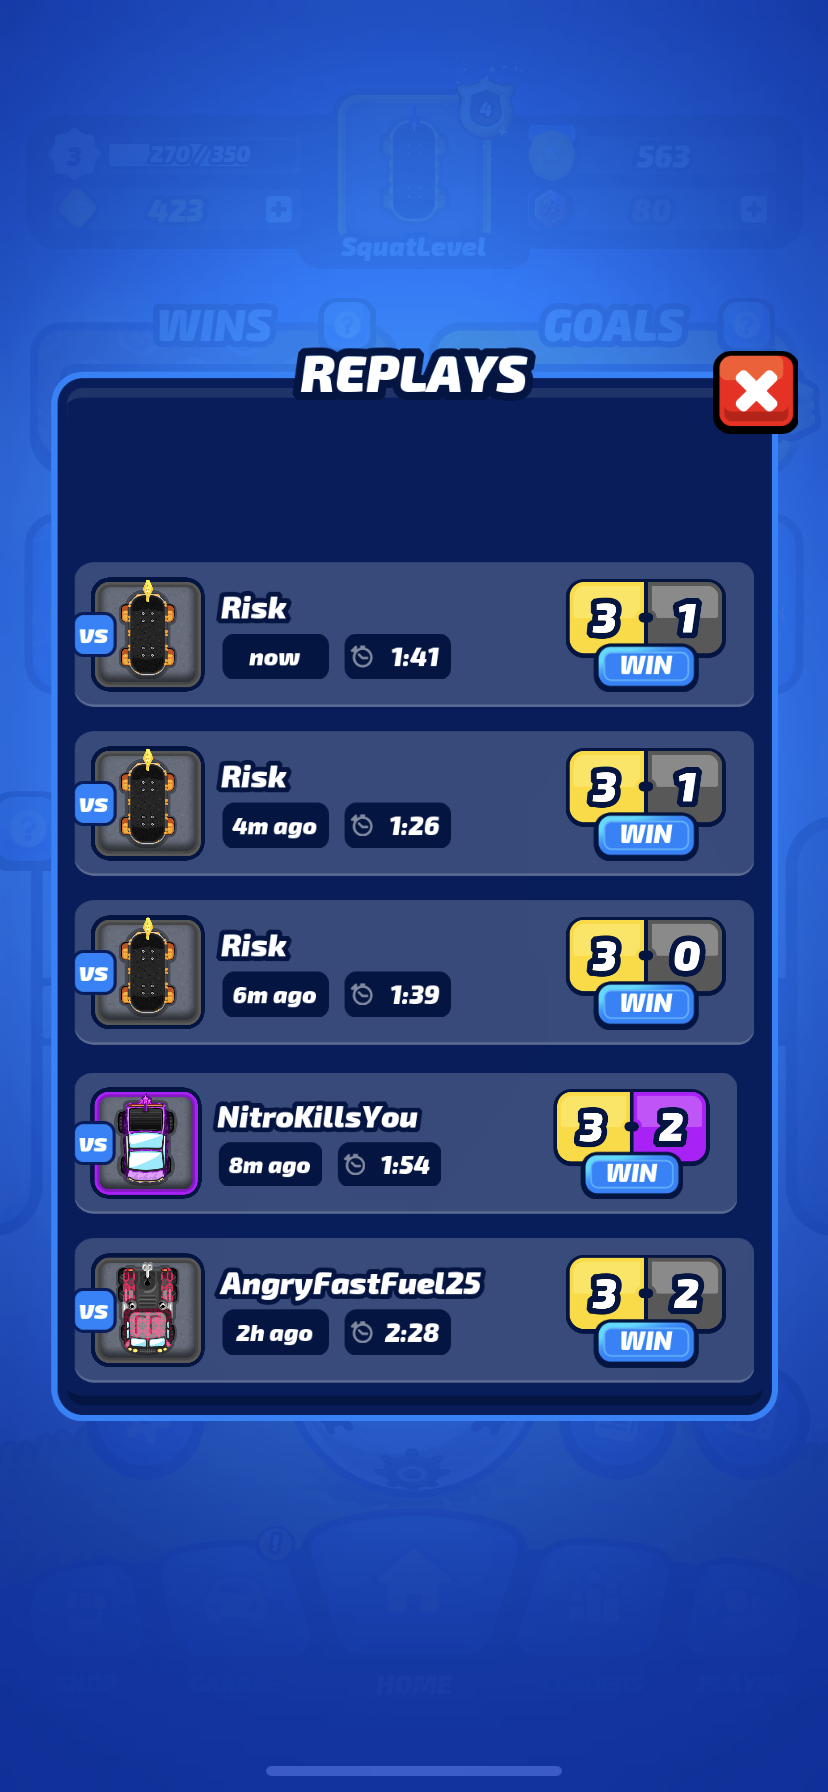 4
3 270/350
563
423
80
SquatLevel
WINS
GOALS
REPLAYS
VS
Risk
now
1:41
3 1
WIN
VS
Risk
4m ago
1:26
3 1
WIN
VS
Risk
6m ago
1:39
3 0
WIN
VS
NitroKillsYou
8m ago
1:54
3 2
WIN
VS
AngryFastFuel25
2h ago
2:28
3 2
WIN
HOME